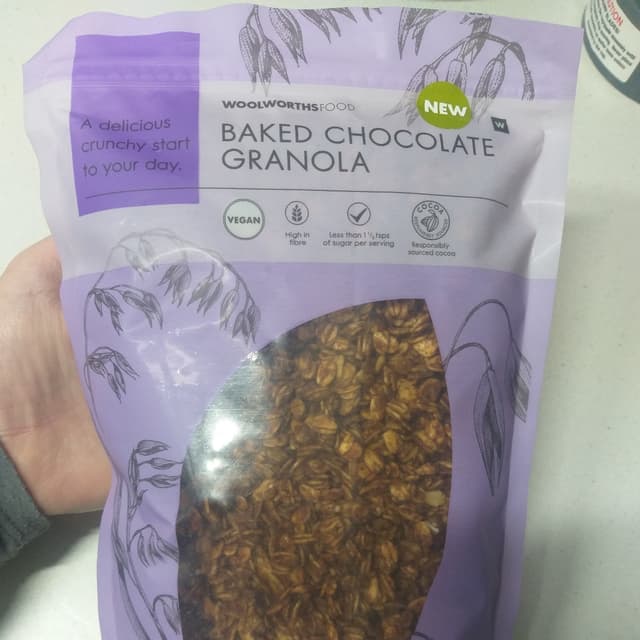 A delicious
crunchy start
to your day.
WOOLWORTHSFOOD
NEW
W
BAKED CHOCOLATE
GRANOLA
VEGAN
High in
fibre
Less than 1 ½ tsps
of sugar per serving
COCOA
Responsibly
sourced cocoa